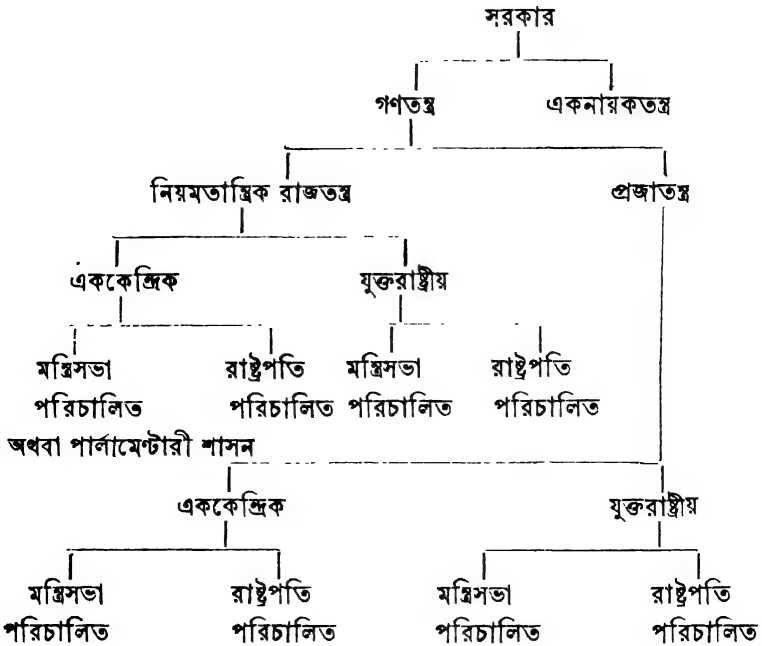 সরকার
গণতন্ত্র একনায়কতন্ত্র
নিয়মতান্ত্রিক রাজতন্ত্র প্রজাতন্ত্র
এককেন্দ্রিক যুক্তরাষ্ট্রীয়
মন্ত্রিসভা রাষ্ট্রপতি মন্ত্রিসভা রাষ্ট্রপতি
পরিচালিত পরিচালিত পরিচালিত পরিচালিত
অথবা পার্লামেন্টারী শাসন
এককেন্দ্রিক যুক্তরাষ্ট্রীয়
মন্ত্রিসভা রাষ্ট্রপতি মন্ত্রিসভা রাষ্ট্রপতি
পরিচালিত পরিচালিত পরিচালিত পরিচালিত